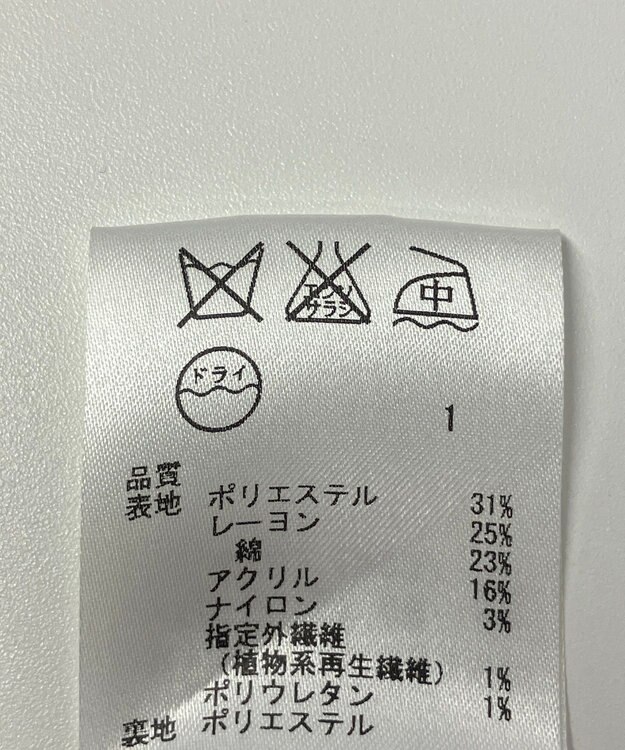 エンソ
サラシ
中
ドライ
1
品質
表地 ポリエステル 31%
レーヨン 25%
綿 23%
アクリル 16%
ナイロン 3%
指定外繊維
(植物系再生繊維) 1%
ポリウレタン 1%
裏地 ポリエステル